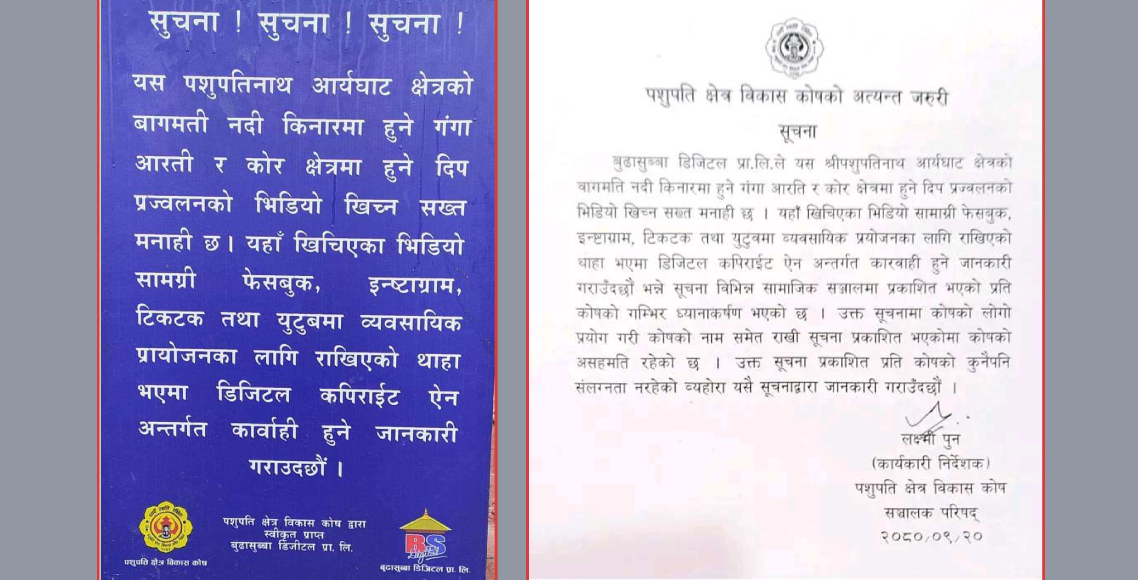 सुचना ! सुचना ! सुचना !
यस पशुपतिनाथ आर्यघाट क्षेत्रको
बागमती नदी किनारमा हुने गंगा
आरती र कोर क्षेत्रमा हुने दिप
प्रज्वलनको भिडियो खिच्न सख्त
मनाही छ। यहाँ खिचिएका भिडियो
सामग्री फेसबुक, इन्ष्टाग्राम,
टिकटक तथा युटुबमा व्यवसायिक
प्रायोजनका लागि राखिएको थाहा
भएमा डिजिटल कपिराईट ऐन
अन्तर्गत कार्वाही हुने जानकारी
गराउदछौं ।
पशुपति क्षेत्र विकास कोष द्वारा
स्वीकृत प्राप्त
बुढासुब्बा डिजीटल प्रा. लि.
पशुपति क्षेत्र विकास कोष
BS
Digital
बुढासुब्बा डिजिटल प्रा. लि.
पशुपति क्षेत्र विकास कोषको अत्यन्त जरुरी
सूचना
बुढासुब्बा डिजिटल प्रा.लि.ले यस श्रीपशुपतिनाथ आर्यघाट क्षेत्रको
वागमति नदी किनारमा हुने गंगा आरति र कोर क्षेत्रमा हुने दिप प्रज्वलनको
भिडियो खिच्न सख्त मनाही छ । यहाँ खिचिएका भिडियो सामाग्री फेसबुक,
इन्ष्टाग्राम, टिकटक तथा युटुवमा व्यवसायिक प्रयोजनका लागि राखिएको
थाहा भएमा डिजिटल कपिराईट ऐन अन्तर्गत कारवाही हुने जानकारी
गराउँदछौं भन्ने सूचना विभिन्न सामाजिक सञ्जालमा प्रकाशित भएको प्रति
कोषको गम्भिर ध्यानाकर्षण भएको छ । उक्त सूचनामा कोषको लोगो
प्रयोग गरी कोषको नाम समेत राखी सूचना प्रकाशित भएकोमा कोषको
असहमति रहेको छ । उक्त सूचना प्रकाशित प्रति कोषको कुनैपनि
संलग्नता नरहेको व्यहोरा यसै सूचनाद्वारा जानकारी गराउँदछौं ।
लक्ष्मी पुन
(कार्यकारी निर्देशक)
पशुपति क्षेत्र विकास कोष
सञ्चालक परिषद्
२०८०/०९/२०